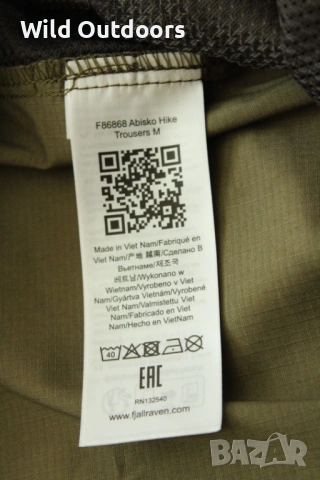 Wild Outdoors
F86868 Abisko Hike
Trousers M
Made in Viet Nam/Fabriqué en
Viet Nam/产地 越南/Сделано В
Вьетнаме/제조국
베트남/Wykonano w
Wietnam/Vyrobeno v Viet
Nam/Gyártva Vietnám/Vyrobené
Viet Nam/Valmistettu Viet
Nam/Fabricado en Viet
Nam/Hecho en VietNam
40
EAC
RN132540
www.fjallraven.com
БАZАР